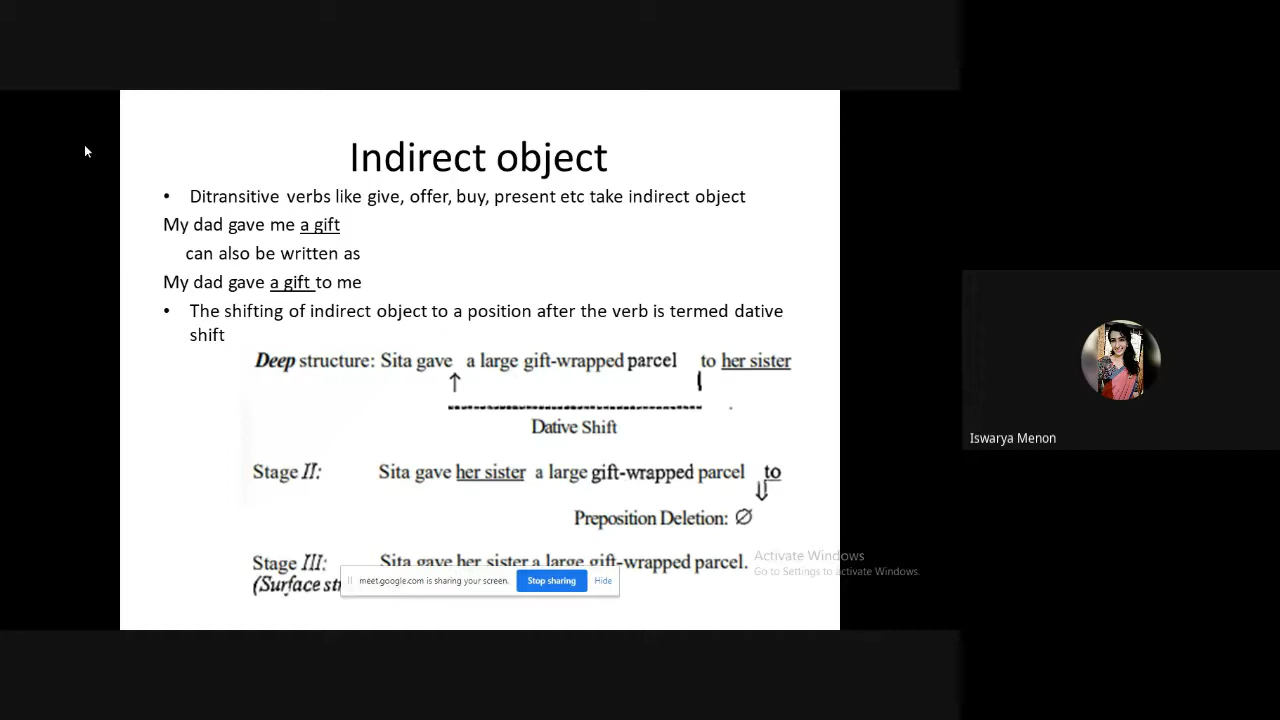 Indirect object
• Ditransitive verbs like give, offer, buy, present etc take indirect object
My dad gave me a gift
can also be written as
My dad gave a gift to me
• The shifting of indirect object to a position after the verb is termed dative
shift
Deep structure: Sita gave a large gift-wrapped parcel to her sister
Dative Shift
Stage II: Sita gave her sister a large gift-wrapped parcel to
Preposition Deletion: ∅
Stage III: Sita gave her sister a large gift-wrapped parcel.
(Surface
meet.google.com is sharing your screen. Stop sharing Hide
Activate Windows
Go to Settings to activate Windows.
Iswarya Menon